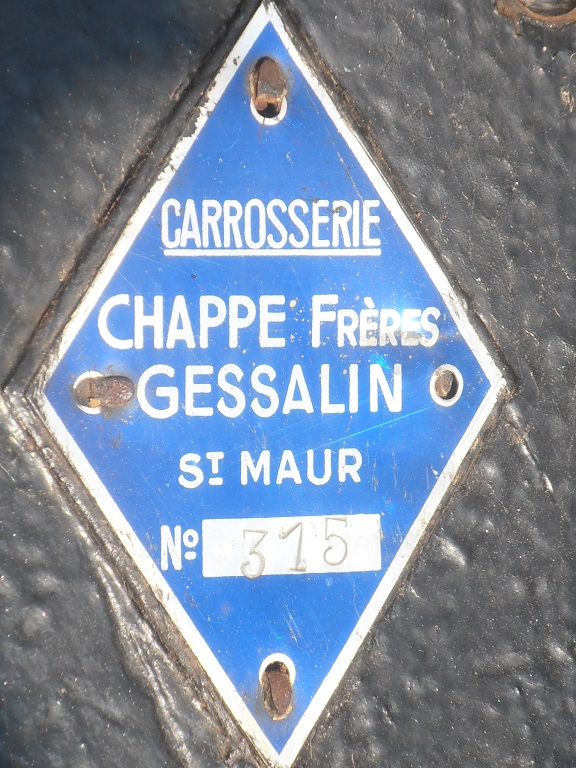 CARROSSERIE
CHAPPE FRÈRES
GESSALIN
ST MAUR
No 315